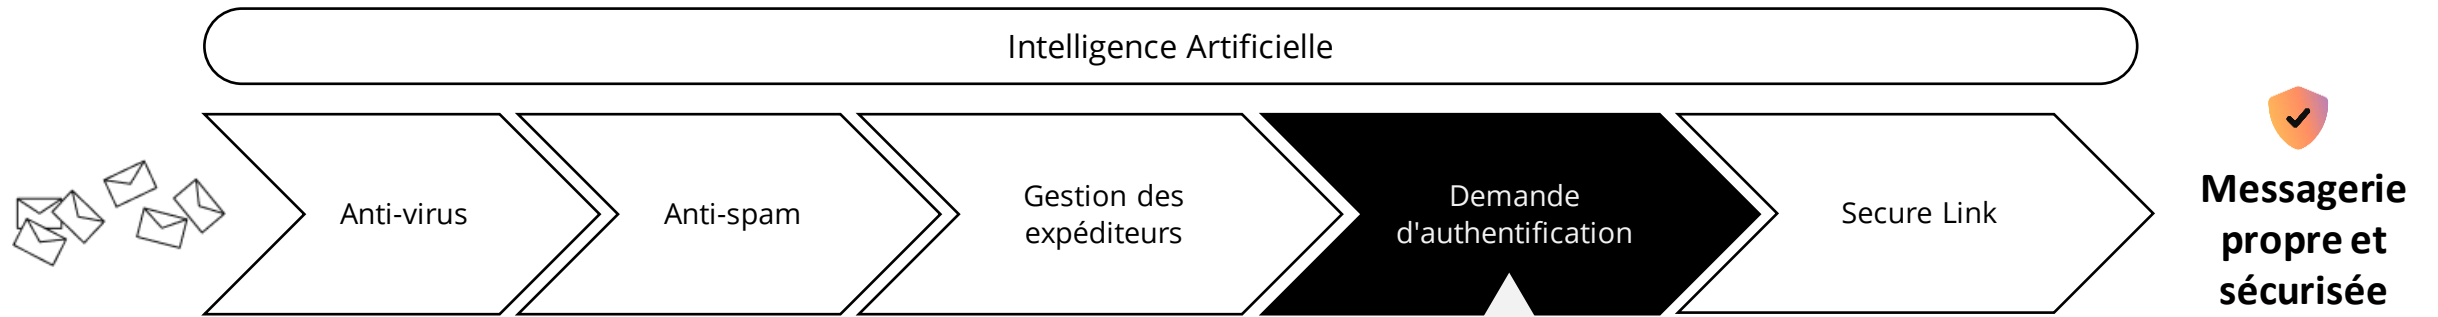 Intelligence Artificielle
Anti-virus
Anti-spam
Gestion des
expéditeurs
Demande
d'authentification
Secure Link
Messagerie
propre et
sécurisée